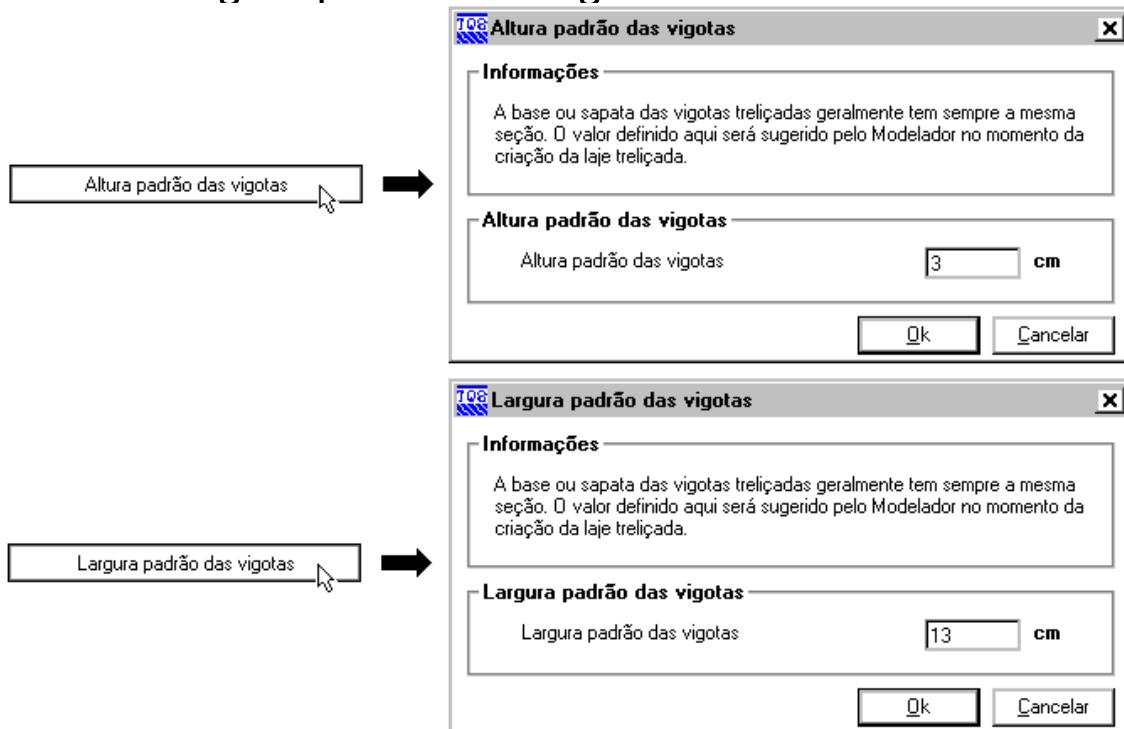 TQS Altura padrão das vigotas
Informações
A base ou sapata das vigotas treliçadas geralmente tem sempre a mesma
seção. O valor definido aqui será sugerido pelo Modelador no momento da
criação da laje treliçada.
Altura padrão das vigotas
Altura padrão das vigotas
Altura padrão das vigotas 3 cm
Ok Cancelar
TQS Largura padrão das vigotas
Informações
A base ou sapata das vigotas treliçadas geralmente tem sempre a mesma
seção. O valor definido aqui será sugerido pelo Modelador no momento da
criação da laje treliçada.
Largura padrão das vigotas
Largura padrão das vigotas
Largura padrão das vigotas 13 cm
Ok Cancelar